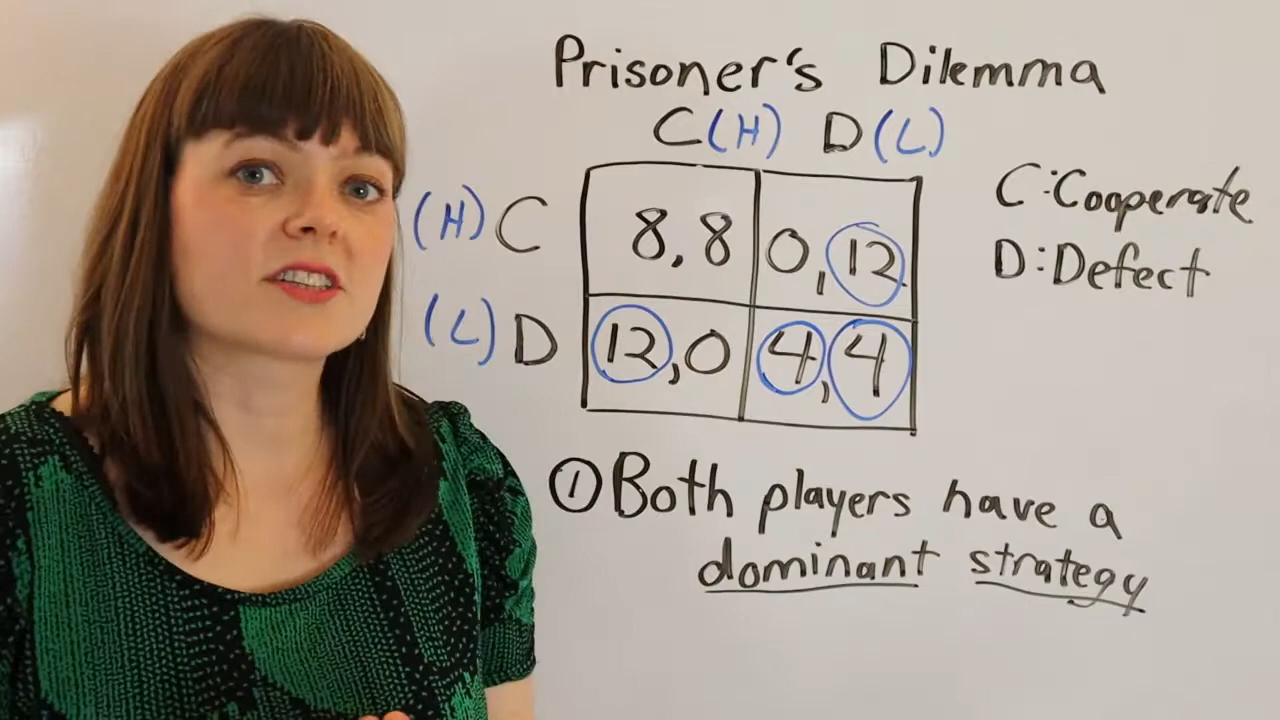 Prisoner's Dilemma
C(H) D(L)
(H) C 8,8 0,12
C:Cooperate
D:Defect
(L) D 12,0 4,4
① Both players have a
dominant strategy